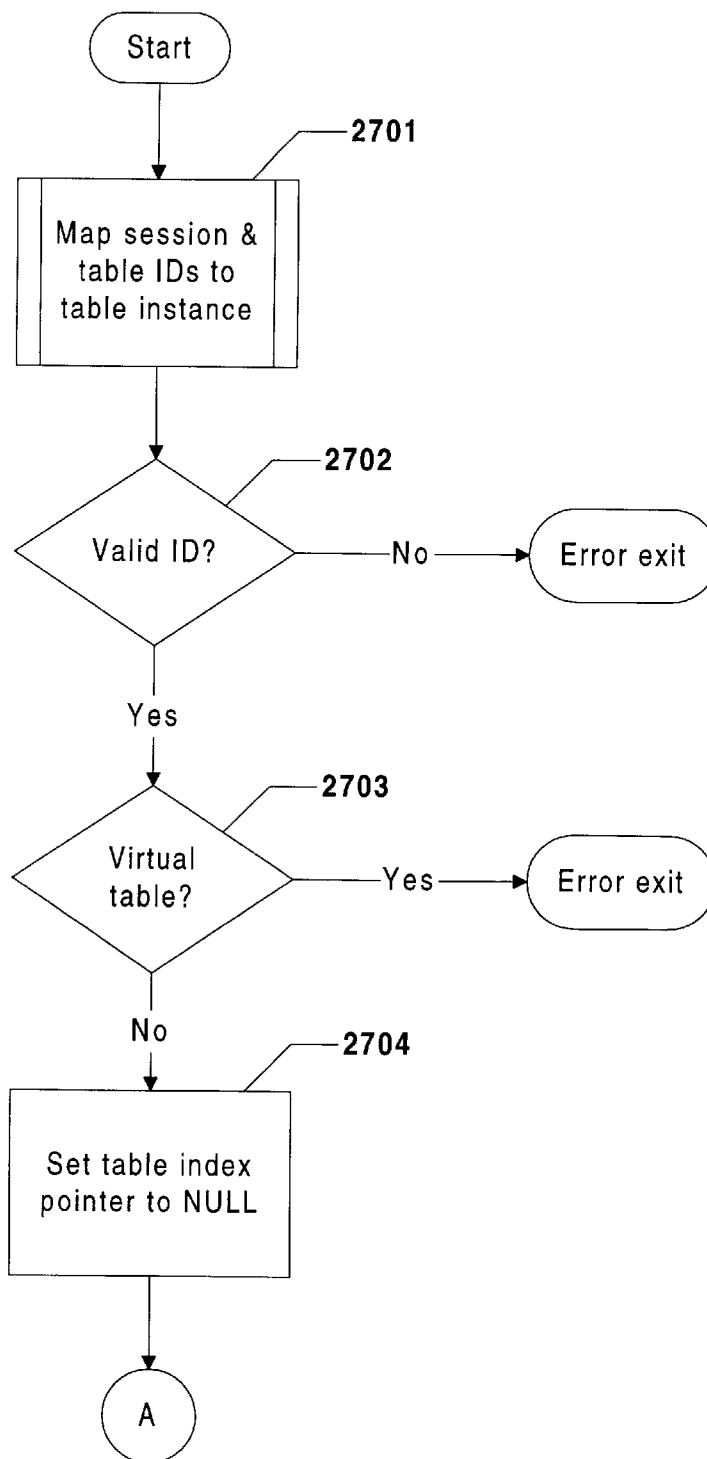 Start
2701
Map session &
table IDs to
table instance
2702
Valid ID?
No
Error exit
Yes
2703
Virtual
table?
Yes
Error exit
No
2704
Set table index
pointer to NULL
A